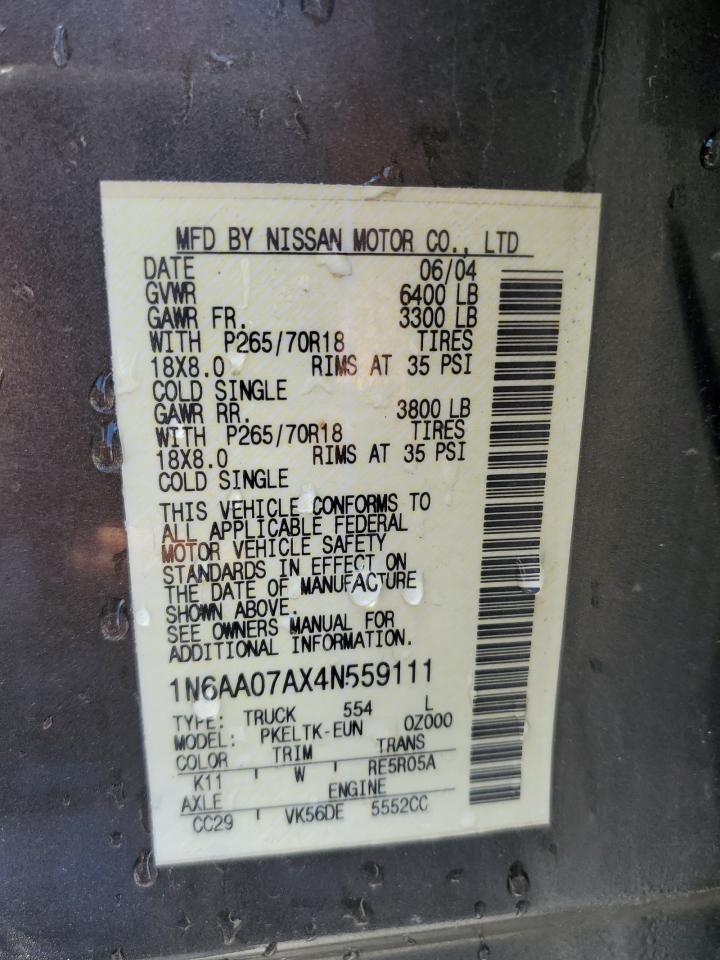 MFD BY NISSAN MOTOR CO., LTD
DATE 06/04
GVWR 6400 LB
GAWR FR. 3300 LB
WITH P265/70R18 TIRES
18X8.0 RIMS AT 35 PSI
COLD SINGLE
GAWR RR. 3800 LB
WITH P265/70R18 TIRES
18X8.0 RIMS AT 35 PSI
COLD SINGLE
THIS VEHICLE CONFORMS TO
ALL APPLICABLE FEDERAL
MOTOR VEHICLE SAFETY
STANDARDS IN EFFECT ON
THE DATE OF MANUFACTURE
SHOWN ABOVE.
SEE OWNERS MANUAL FOR
ADDITIONAL INFORMATION.
1N6AA07AX4N559111
TYPE: TRUCK 554 L
MODEL: PKELTK-EUN 0Z000
COLOR TRIM TRANS
K11 W RE5R05A
AXLE ENGINE
CC29 VK56DE 5552CC